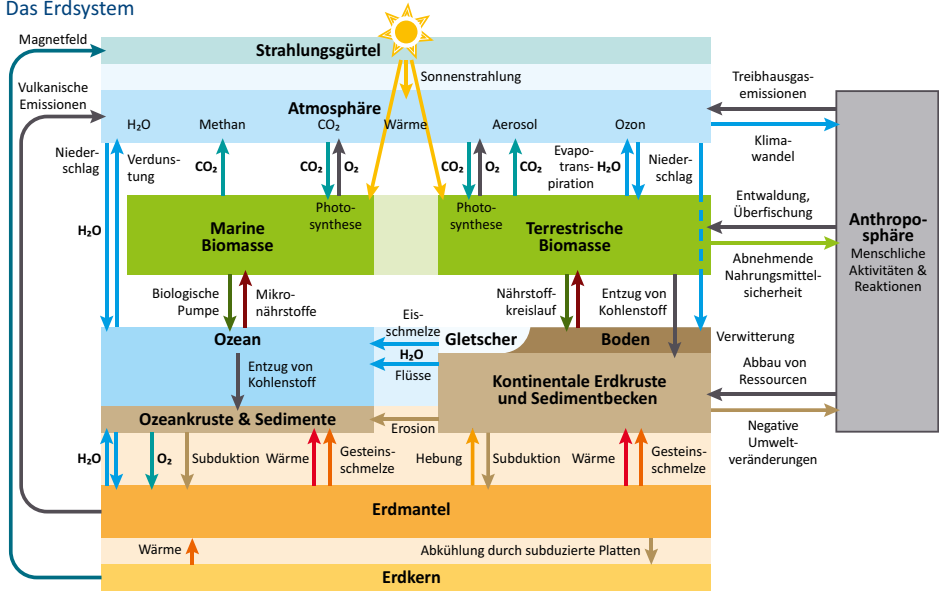 Das Erdsystem
Magnetfeld
Strahlungsgürtel
Sonnenstrahlung
Vulkanische
Emissionen
Atmosphäre
Treibhausgas-
emissionen
H₂O
Methan
CO₂
Wärme
Aerosol
Ozon
Klima-
wandel
Nieder-
schlag
Verduns-
tung
CO₂
CO₂
O₂
CO₂
O₂
CO₂
Evapo-
trans-
piration
H₂O
Nieder-
schlag
H₂O
Photo-
synthese
Marine
Biomasse
Photo-
synthese
Terrestrische
Biomasse
Entwaldung,
Überfischung
Abnehmende
Nahrungsmittel-
sicherheit
Anthropo-
sphäre
Menschliche
Aktivitäten &
Reaktionen
Biologische
Pumpe
Mikro-
nährstoffe
Nährstoff-
kreislauf
Entzug von
Kohlenstoff
Ozean
Eis-
schmelze
H₂O
Flüsse
Gletscher
Boden
Verwitterung
Entzug von
Kohlenstoff
Kontinentale Erdkruste
und Sedimentbecken
Abbau von
Ressourcen
Ozeankruste & Sedimente
Erosion
Negative
Umwelt-
veränderungen
H₂O
O₂
Subduktion
Wärme
Gesteins-
schmelze
Hebung
Subduktion
Wärme
Gesteins-
schmelze
Erdmantel
Wärme
Abkühlung durch subduzierte Platten
Erdkern